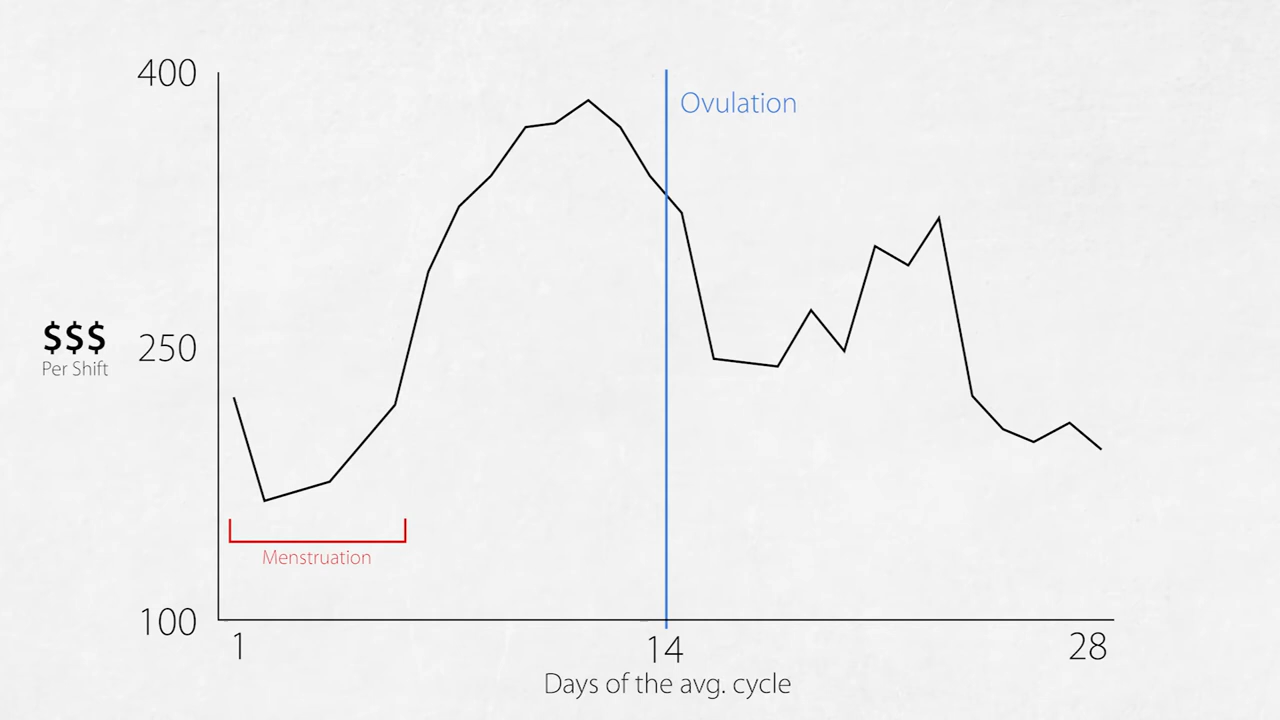 400
Ovulation
$$$
Per Shift
250
Menstruation
100
1
14
28
Days of the avg. cycle